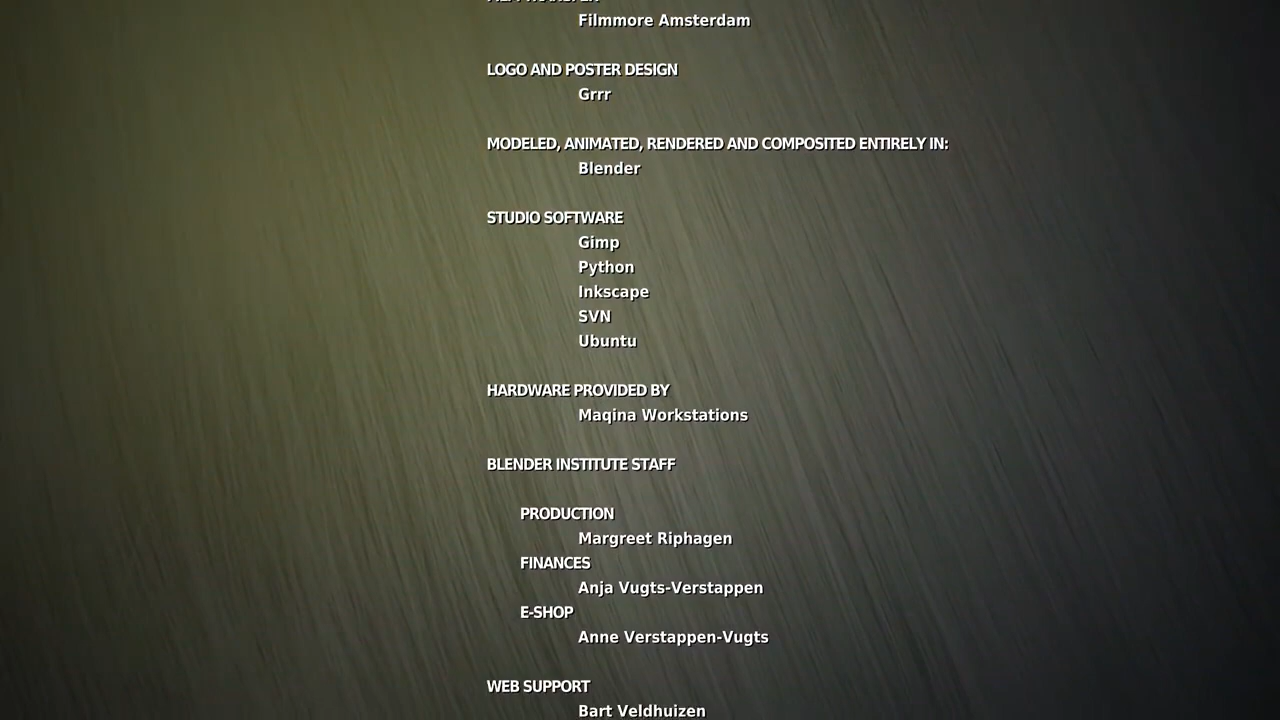 Filmmore Amsterdam
LOGO AND POSTER DESIGN
Grrr
MODELED, ANIMATED, RENDERED AND COMPOSITED ENTIRELY IN:
Blender
STUDIO SOFTWARE
Gimp
Python
Inkscape
SVN
Ubuntu
HARDWARE PROVIDED BY
Maqina Workstations
BLENDER INSTITUTE STAFF
PRODUCTION
Margreet Riphagen
FINANCES
Anja Vugts-Verstappen
E-SHOP
Anne Verstappen-Vugts
WEB SUPPORT
Bart Veldhuizen